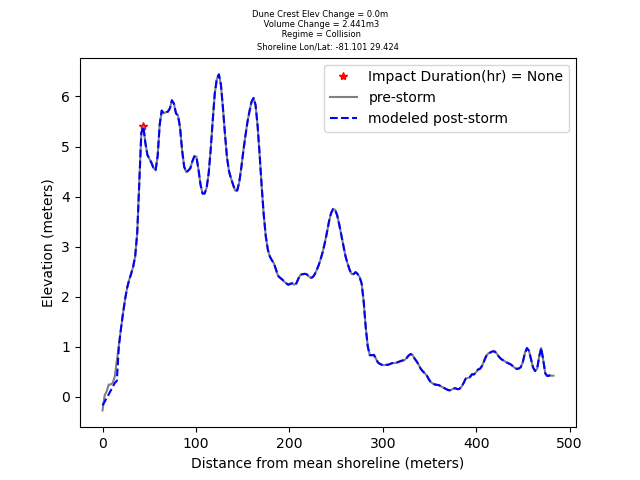 Dune Crest Elev Change = 0.0m
Volume Change = 2.441m3
Regime = Collision
Shoreline Lon/Lat: -81.101 29.424
Impact Duration(hr) = None
pre-storm
modeled post-storm
Elevation (meters)
6
5
4
3
2
1
0
0 100 200 300 400 500
Distance from mean shoreline (meters)